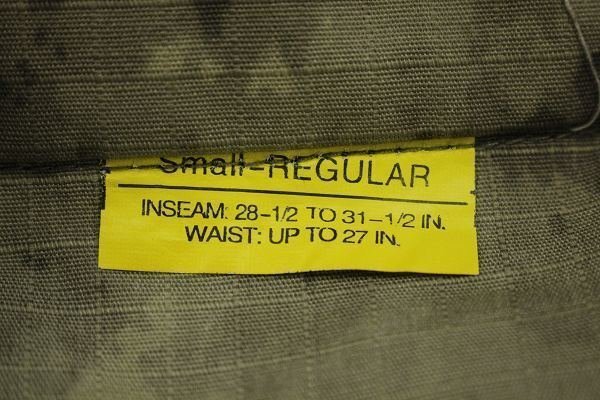 Small-REGULAR
INSEAM: 28-1/2 TO 31-1/2 IN.
WAIST: UP TO 27 IN.